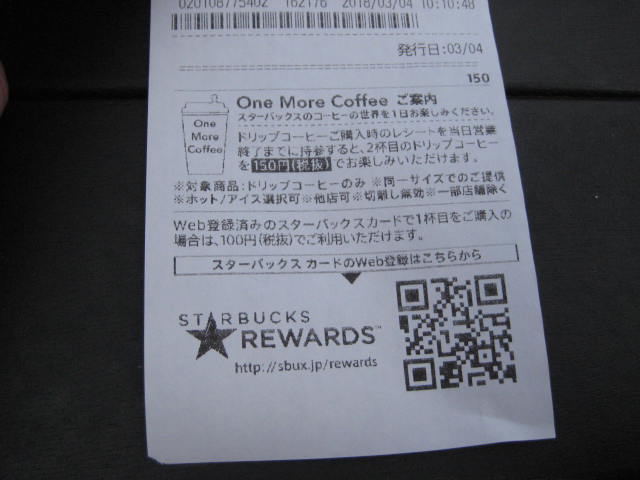 020108775402 162176 2018/03/04 10:10:48
発行日:03/04
150
One More Coffee
One More Coffee ご案内
スターバックスのコーヒーの世界を1日お楽しみください。
ドリップコーヒーご購入時のレシートを当日営業
終了までに持参すると、2杯目のドリップコーヒー
を150円(税抜)でお楽しみいただけます。
※対象商品:ドリップコーヒーのみ ※同一サイズでのご提供
※ホット/アイス選択可 ※他店可 ※切離し無効 ※一部店舗除く
Web登録済みのスターバックスカードで1杯目をご購入の
場合は、100円(税抜)でご利用いただけます。
スターバックス カードのWeb登録はこちらから
STARBUCKS
REWARDS™
http://sbux.jp/rewards